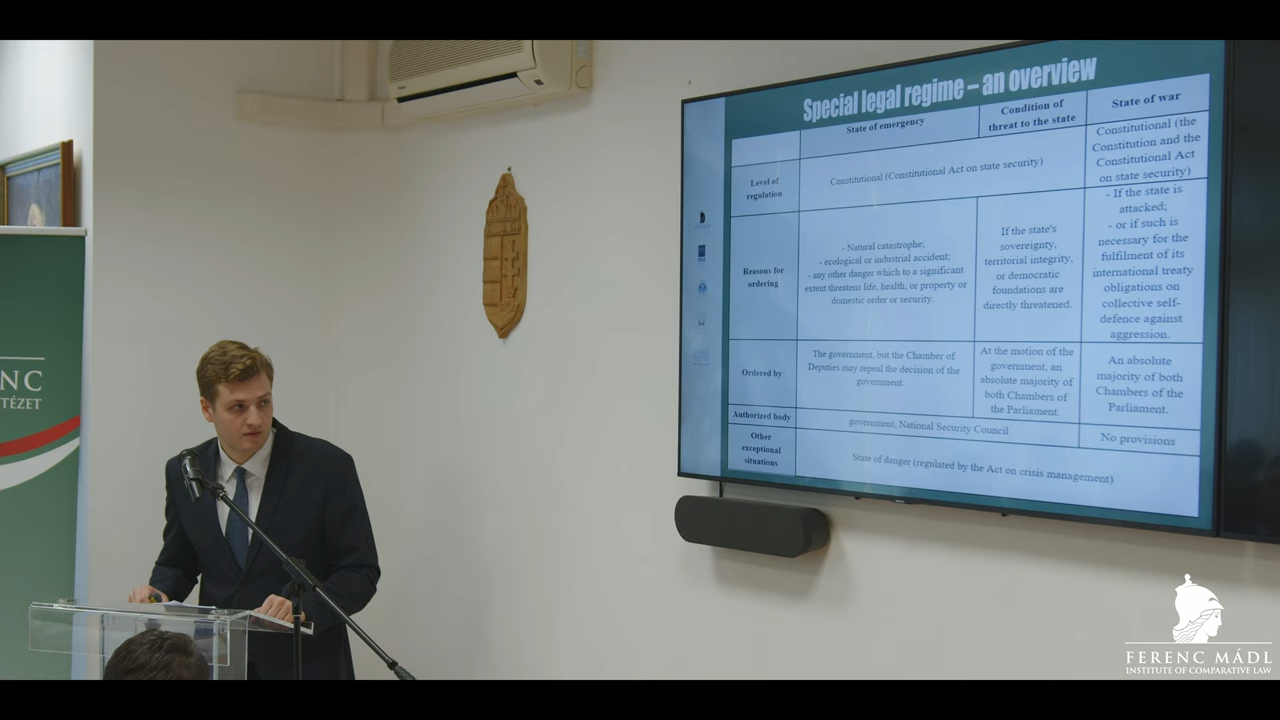 NC
TÉZET
Special legal regime – an overview
State of emergency
Condition of
threat to the state
State of war
Level of
regulation
Constitutional (Constitutional Act on state security)
Constitutional (the
Constitution and the
Constitutional Act
on state security)
Reasons for
ordering
- Natural catastrophe;
- ecological or industrial accident;
- any other danger which to a significant
extent threatens life, health, or property or
domestic order or security.
If the state's
sovereignty,
territorial integrity,
or democratic
foundations are
directly threatened.
- If the state is
attacked;
- or if such is
necessary for the
fulfilment of its
international treaty
obligations on
collective self-
defence against
aggression.
Ordered by
The government, but the Chamber of
Deputies may repeal the decision of the
government.
At the motion of the
government, an
absolute majority of
both Chambers of
the Parliament.
An absolute
majority of both
Chambers of the
Parliament.
Authorized body
government, National Security Council
No provisions
Other
exceptional
situations
State of danger (regulated by the Act on crisis management)
FERENC MÁDL
INSTITUTE OF COMPARATIVE LAW